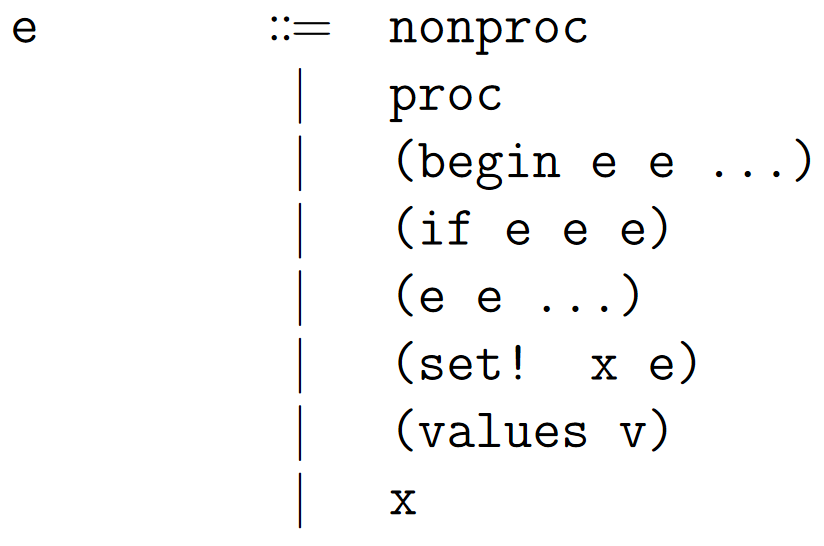 e ::= nonproc
| proc
| (begin e e ...)
| (if e e e)
| (e e ...)
| (set! x e)
| (values v)
| x